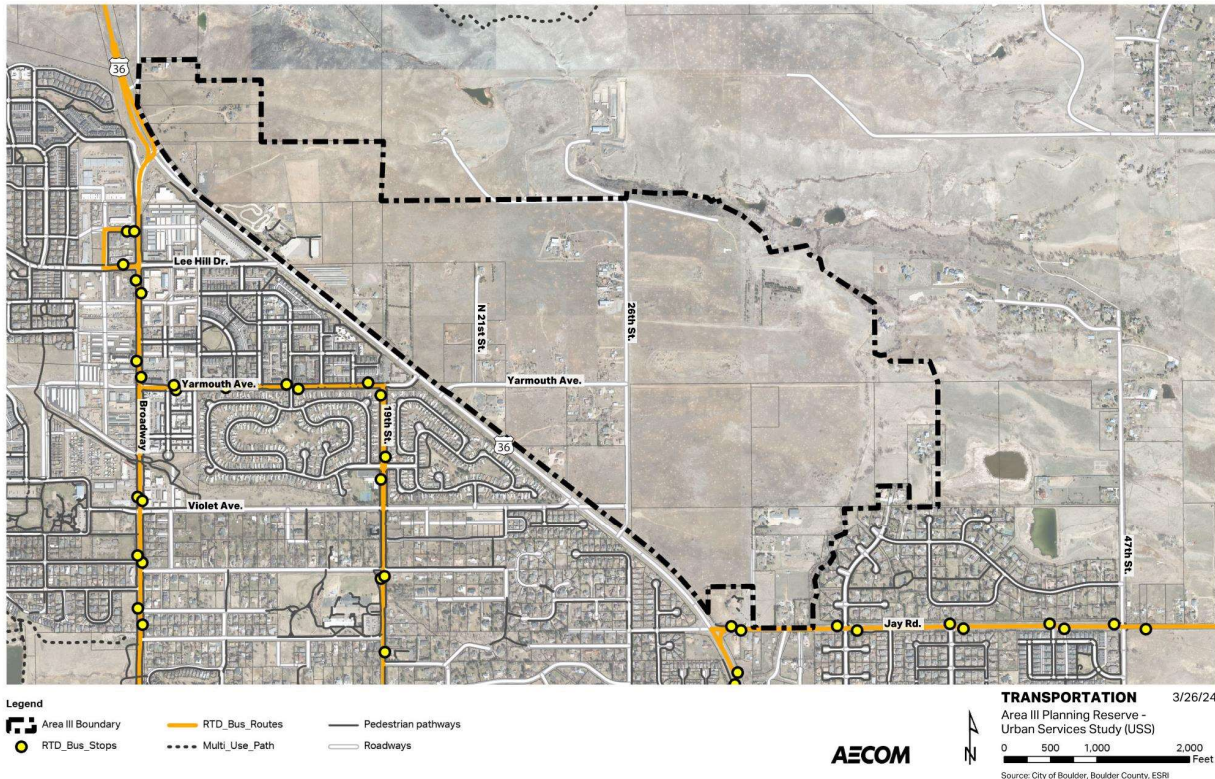 36
Lee Hill Dr.
N 21st St.
26th St.
Yarmouth Ave.
Yarmouth Ave.
Broadway
19th St.
36
Violet Ave.
47th St.
Jay Rd.
Legend
Area III Boundary
RTD_Bus_Routes
Pedestrian pathways
RTD_Bus_Stops
Multi_Use_Path
Roadways
AECOM
N
TRANSPORTATION 3/26/24
Area III Planning Reserve -
Urban Services Study (USS)
0 500 1,000 2,000
Feet
Source: City of Boulder, Boulder County, ESRI